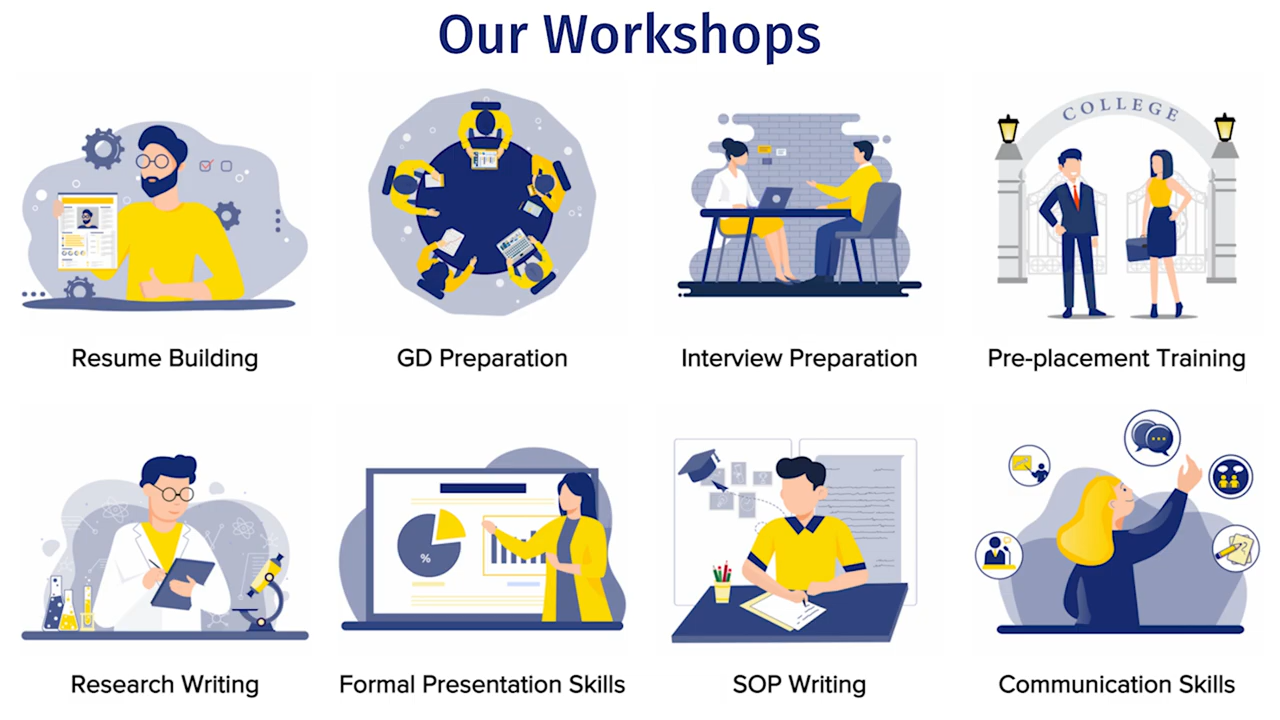 Our Workshops
COLLEGE
Resume Building
GD Preparation
Interview Preparation
Pre-placement Training
%
Research Writing
Formal Presentation Skills
SOP Writing
Communication Skills